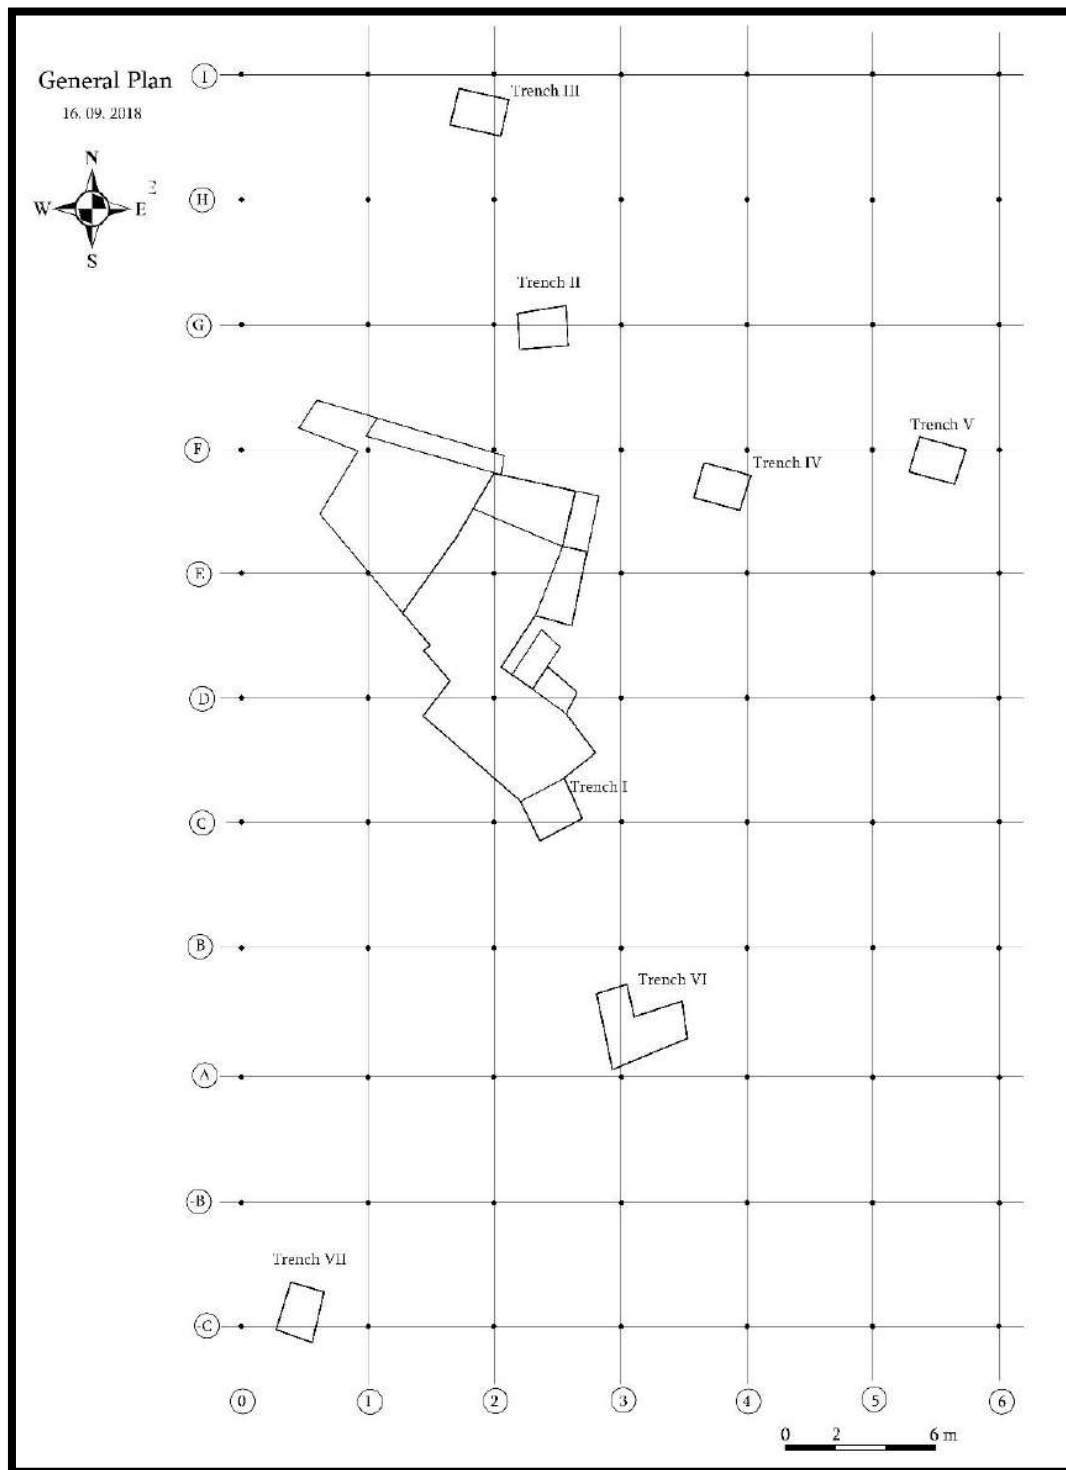 General Plan
16. 09. 2018
N
W E
S
I
Trench III
H
Trench II
G
F
Trench V
Trench IV
E
D
Trench I
C
B
Trench VI
A
-B
Trench VII
-C
0 1 2 3 4 5 6
0 2 6 m